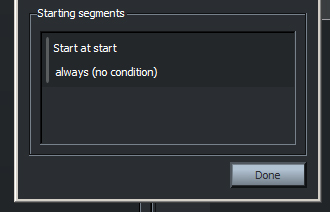 Starting segments
Start at start
always (no condition)
Done